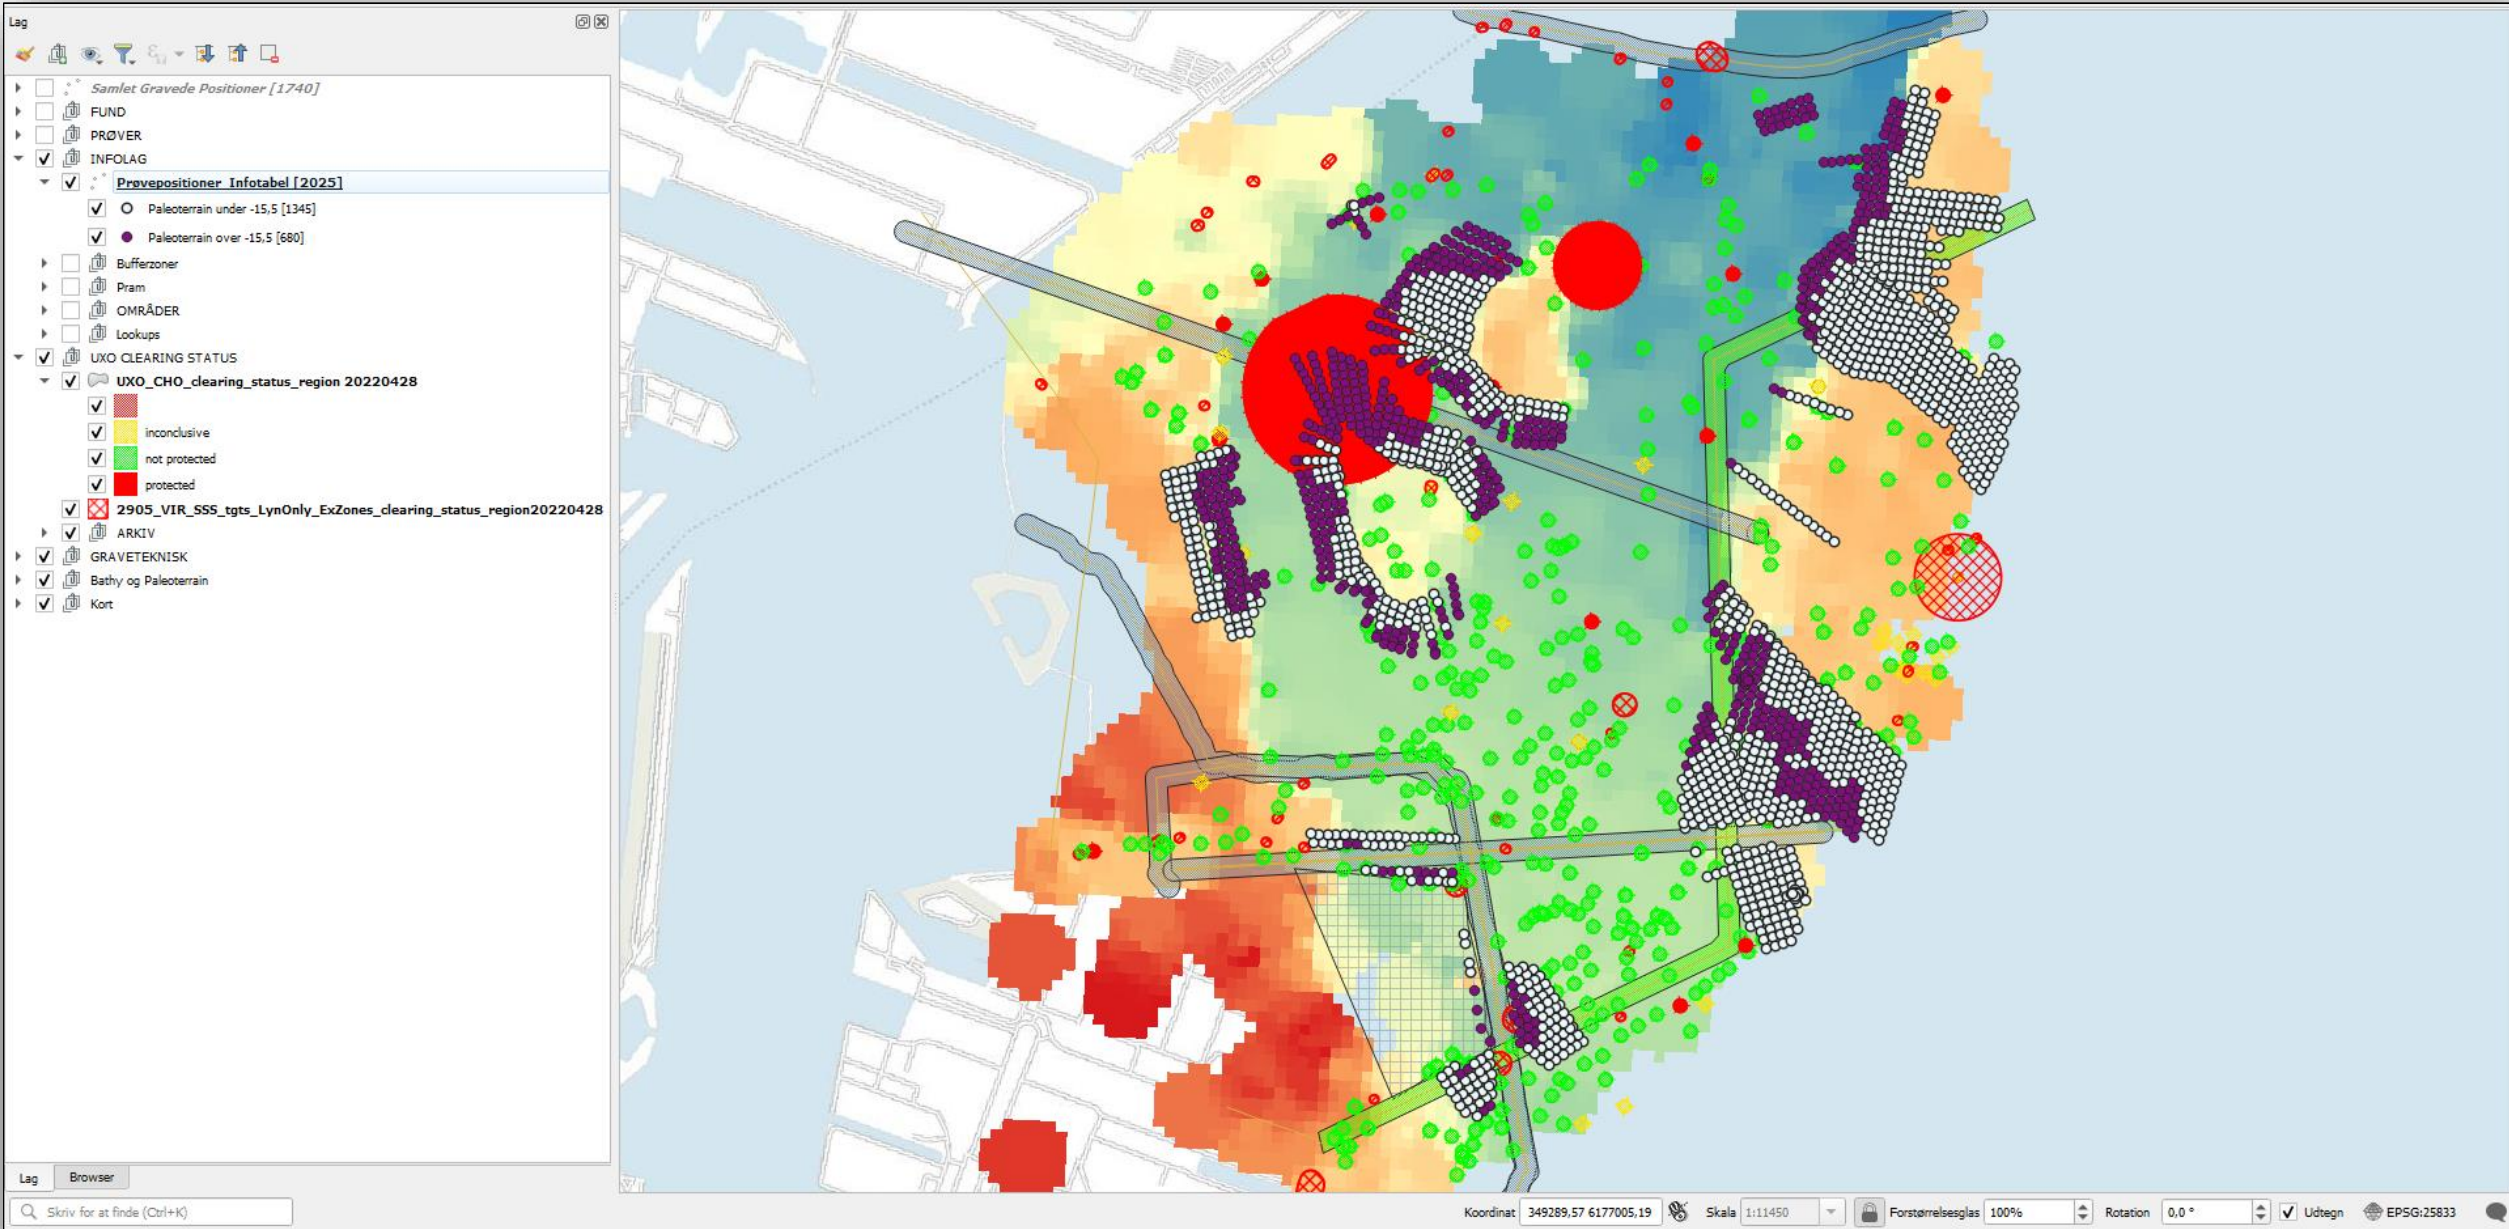 Lag
Samlet Gravede Positioner [1740]
FUND
PRØVER
INFOLAG
Prøvepositioner Infotabel [2025]
Paleoterrain under -15,5 [1345]
Paleoterrain over -15,5 [680]
Bufferzoner
Pram
OMRÅDER
Lookups
UXO CLEARING STATUS
UXO_CHO_clearing_status_region 20220428
inconclusive
not protected
protected
2905_VIR_SSS_tgts_LynOnly_ExZones_clearing_status_region20220428
ARKIV
GRAVETEKNISK
Bathy og Paleoterrain
Kort
Lag Browser
Skriv for at finde (Ctrl+K)
Koordinat 349289,57 6177005,19 Skala 1:11450 Forstørrelsesglas 100% Rotation 0,0 ° Udtegn EPSG:25833